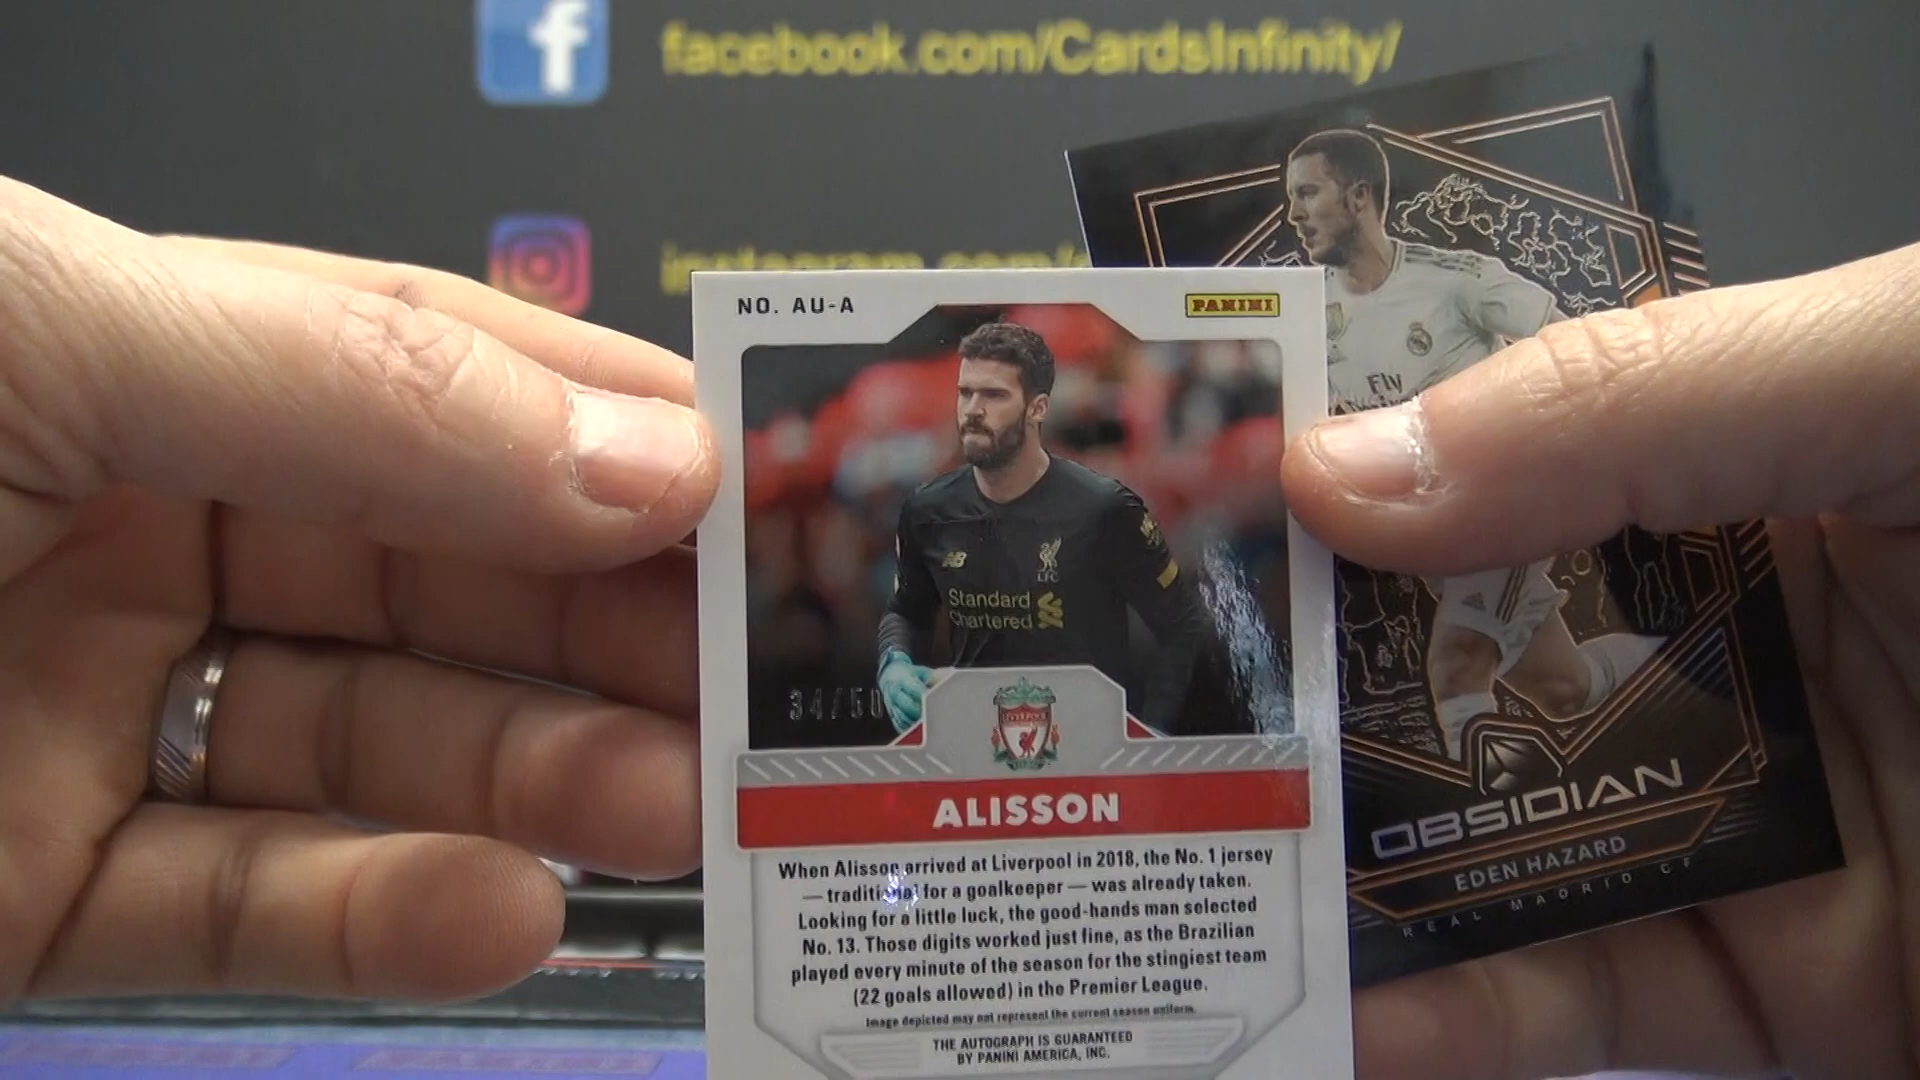 facebook.com/CardsInfinity/
instagram.com/
NO. AU-A
PANINI
Fly
AB
LFC
Standard
Chartered
34/50
LIVERPOOL
ALISSON
When Alisson arrived at Liverpool in 2018, the No. 1 jersey
— traditional for a goalkeeper — was already taken.
Looking for a little luck, the good-hands man selected
No. 13. Those digits worked just fine, as the Brazilian
played every minute of the season for the stingiest team
(22 goals allowed) in the Premier League.
Image depicted may not represent the current season uniform.
THE AUTOGRAPH IS GUARANTEED
BY PANINI AMERICA, INC.
OBSIDIAN
EDEN HAZARD
REAL MADRID CF